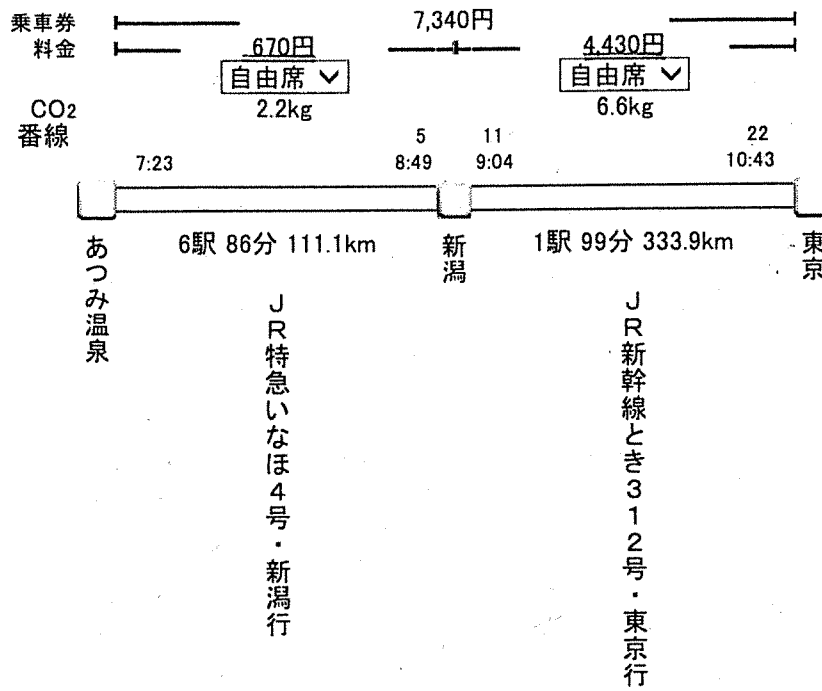 乗車券 7,340円
料金 670円 4,430円
自由席 自由席
CO2 2.2kg 6.6kg
番線 5 11 22
7:23 8:49 9:04 10:43
6駅 86分 111.1km 1駅 99分 333.9km
あつみ温泉
新潟
東京
JR特急いなほ4号・新潟行
JR新幹線とき312号・東京行